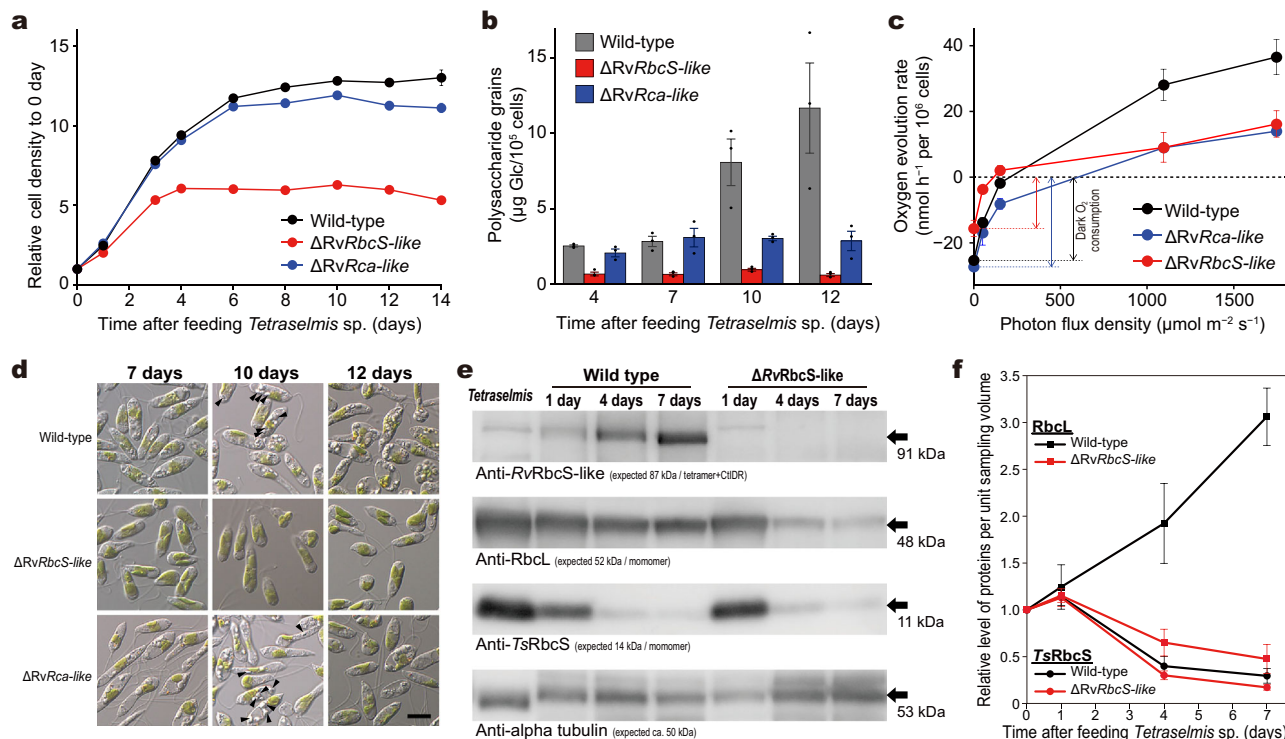 a
Relative cell density to 0 day
15
10
5
0
0
2
4
6
8
10
12
14
Time after feeding Tetraselmis sp. (days)
Wild-type
ΔRvRbcS-like
ΔRvRca-like
b
Polysaccharide grains
(µg Glc/10⁵ cells)
15
10
5
0
4
7
10
12
Time after feeding Tetraselmis sp. (days)
Wild-type
ΔRvRbcS-like
ΔRvRca-like
c
Oxygen evolution rate
(nmol h⁻¹ per 10⁶ cells)
40
20
0
−20
0
500
1000
1500
Photon flux density (µmol m⁻² s⁻¹)
Dark O₂
consumption
Wild-type
ΔRvRca-like
ΔRvRbcS-like
d
7 days 10 days 12 days
Wild-type
ΔRvRbcS-like
ΔRvRca-like
e
Wild type ΔRvRbcS-like
Tetraselmis 1 day 4 days 7 days 1 day 4 days 7 days
91 kDa
Anti-RvRbcS-like (expected 87 kDa / tetramer+CtIDR)
48 kDa
Anti-RbcL (expected 52 kDa / momomer)
11 kDa
Anti-TsRbcS (expected 14 kDa / momomer)
53 kDa
Anti-alpha tubulin (expected ca. 50 kDa)
f
Relative level of proteins per unit sampling volume
3.5
3.0
2.5
2.0
1.5
1.0
0.5
0
RbcL
Wild-type
ΔRvRbcS-like
TsRbcS
Wild-type
ΔRvRbcS-like
0
1
2
3
4
5
6
7
Time after feeding Tetraselmis sp. (days)